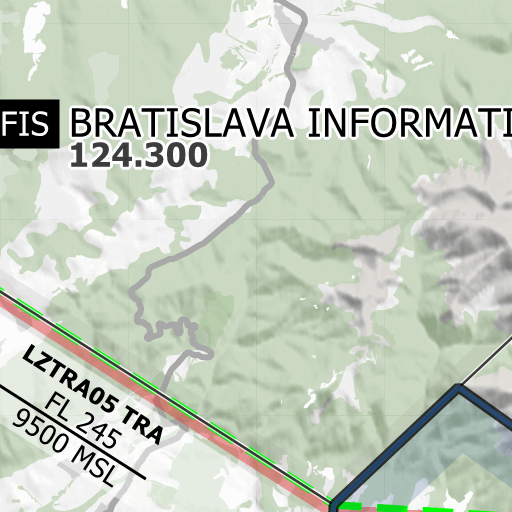 FIS BRATISLAVA INFORMATI
124.300
LZTRA05 TRA
FL 245
9500 MSL